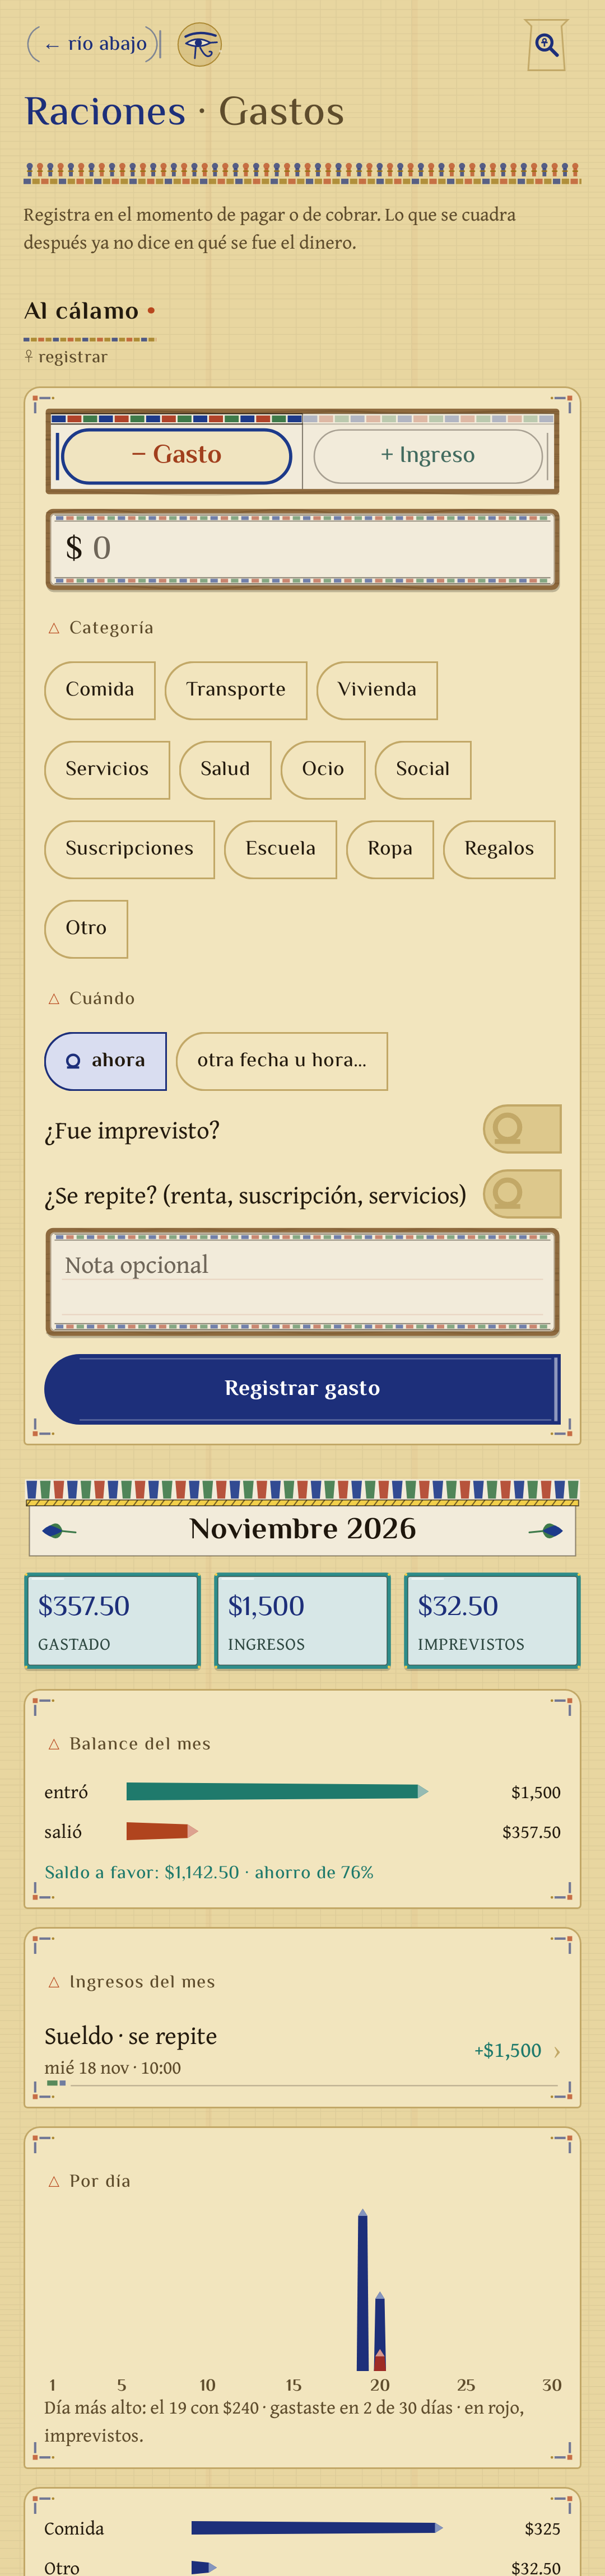 ← río abajo
Raciones · Gastos
Registra en el momento de pagar o de cobrar. Lo que se cuadra
después ya no dice en qué se fue el dinero.
Al cálamo
registrar
− Gasto
+ Ingreso
$ 0
Categoría
Comida
Transporte
Vivienda
Servicios
Salud
Ocio
Social
Suscripciones
Escuela
Ropa
Regalos
Otro
Cuándo
ahora
otra fecha u hora...
¿Fue imprevisto?
¿Se repite? (renta, suscripción, servicios)
Nota opcional
Registrar gasto
Noviembre 2026
$357.50
GASTADO
$1,500
INGRESOS
$32.50
IMPREVISTOS
Balance del mes
entró $1,500
salió $357.50
Saldo a favor: $1,142.50 · ahorro de 76%
Ingresos del mes
Sueldo · se repite
mié 18 nov · 10:00
+$1,500 ›
Por día
1 5 10 15 20 25 30
Día más alto: el 19 con $240 · gastaste en 2 de 30 días · en rojo,
imprevistos.
Comida $325
Otro $32.50